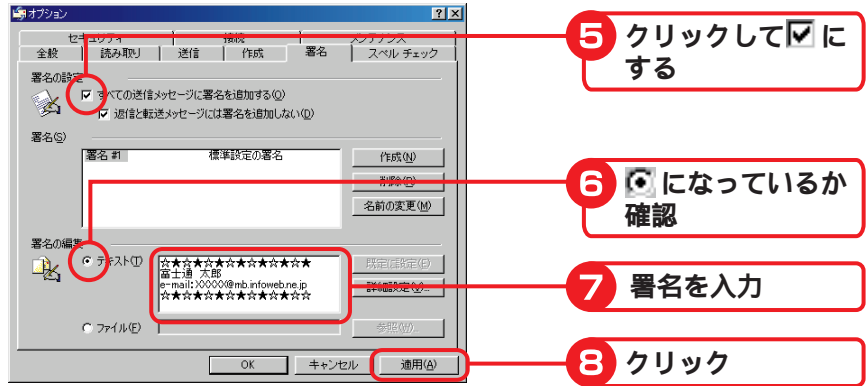 オプション
セキュリティ 接続 メンテナンス
全般 読み取り 送信 作成 署名 スペル チェック
署名の設定
すべての送信メッセージに署名を追加する(O)
返信と転送メッセージには署名を追加しない(D)
署名(S)
署名 #1 標準設定の署名
作成(N)
削除(R)
名前の変更(M)
署名の編集
テキスト(T)
☆★☆★☆★☆★☆★☆★☆★
富士通 太郎
e-mail:XXXX@mb.infoweb.ne.jp
☆★☆★☆★☆★☆★☆★☆☆
既定に設定(E)
詳細設定(V)...
ファイル(F)
参照(W)...
OK キャンセル 適用(A)
5 クリックして に
する
6 になっているか
確認
7 署名を入力
8 クリック